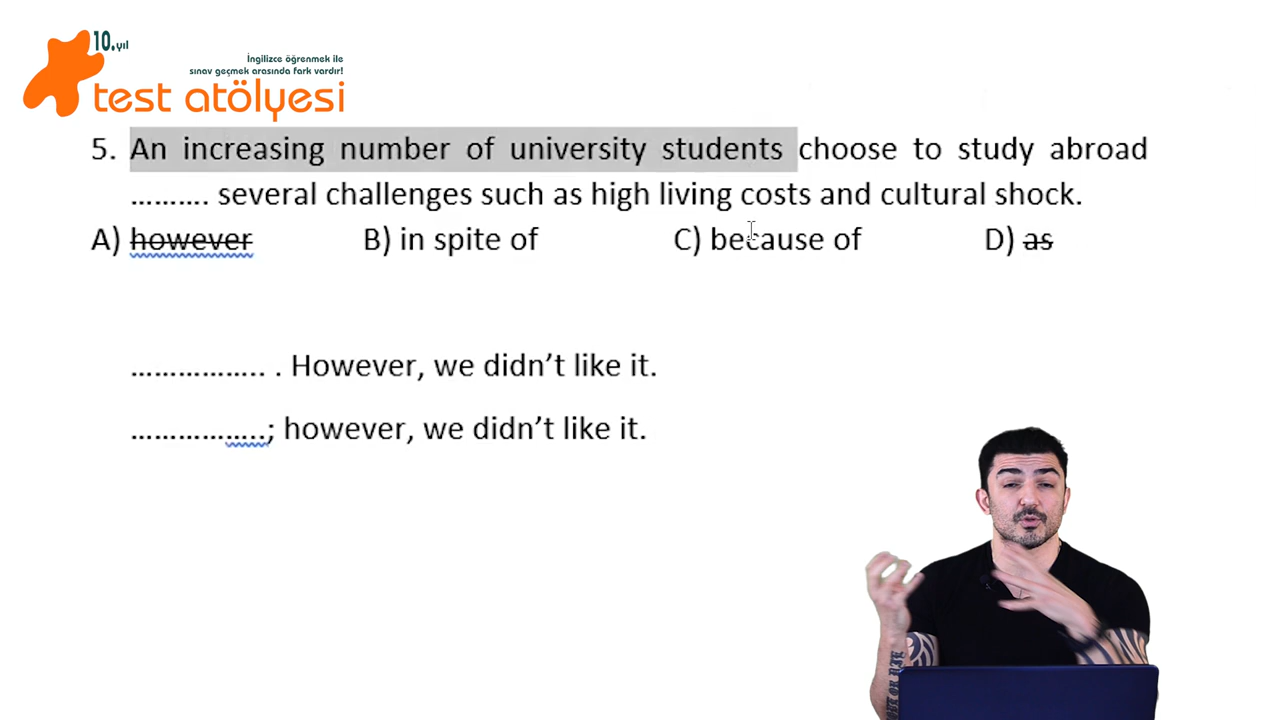 10.yıl
İngilizce öğrenmek ile
sınav geçmek arasında fark vardır!
test atölyesi
5. An increasing number of university students choose to study abroad
………. several challenges such as high living costs and cultural shock.
A) however B) in spite of C) because of D) as
…………….. . However, we didn’t like it.
……………..; however, we didn’t like it.